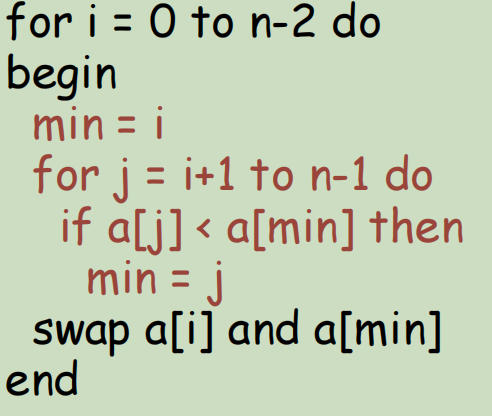 for i = 0 to n-2 do
begin
min = i
for j = i+1 to n-1 do
if a[j] < a[min] then
min = j
swap a[i] and a[min]
end